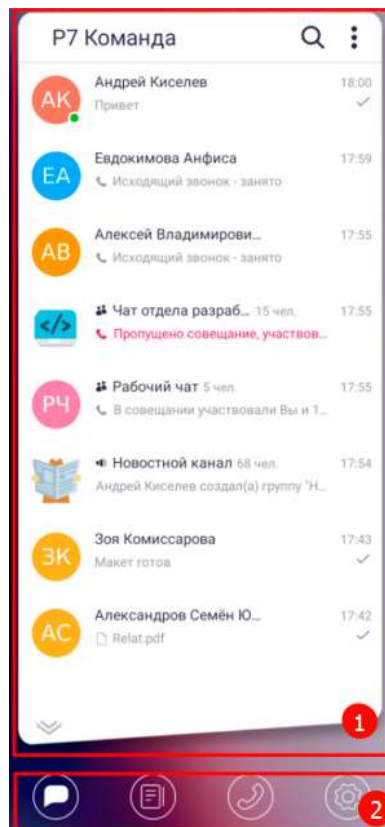 Р7 Команда
АК
Андрей Киселев
18:00
Привет
ЕА
Евдокимова Анфиса
17:59
Исходящий звонок - занято
АВ
Алексей Владимирови...
17:55
Исходящий звонок - занято
</>
Чат отдела разраб... 15 чел.
17:55
Пропущено совещание, участвов...
РЧ
Рабочий чат 5 чел.
17:55
В совещании участвовали Вы и 1...
Новостной канал 68 чел.
17:54
Андрей Киселев создал(а) группу "Н...
ЗК
Зоя Комиссарова
17:43
Макет готов
АС
Александров Семён Ю...
17:42
Relat.pdf
1
2